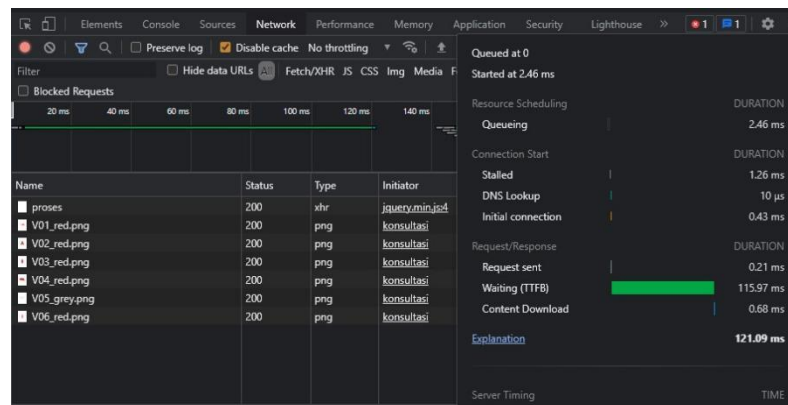 Elements Console Sources Network Performance Memory Application Security Lighthouse » 1 1
Preserve log Disable cache No throttling
Filter Hide data URLs All Fetch/XHR JS CSS Img Media F
Blocked Requests
20 ms 40 ms 60 ms 80 ms 100 ms 120 ms 140 ms
Name Status Type Initiator
proses 200 xhr jquery.min.js:4
V01_red.png 200 png konsultasi
V02_red.png 200 png konsultasi
V03_red.png 200 png konsultasi
V04_red.png 200 png konsultasi
V05_grey.png 200 png konsultasi
V06_red.png 200 png konsultasi
Queued at 0
Started at 2.46 ms
Resource Scheduling DURATION
Queueing 2.46 ms
Connection Start DURATION
Stalled 1.26 ms
DNS Lookup 10 µs
Initial connection 0.43 ms
Request/Response DURATION
Request sent 0.21 ms
Waiting (TTFB) 115.97 ms
Content Download 0.68 ms
Explanation 121.09 ms
Server Timing TIME